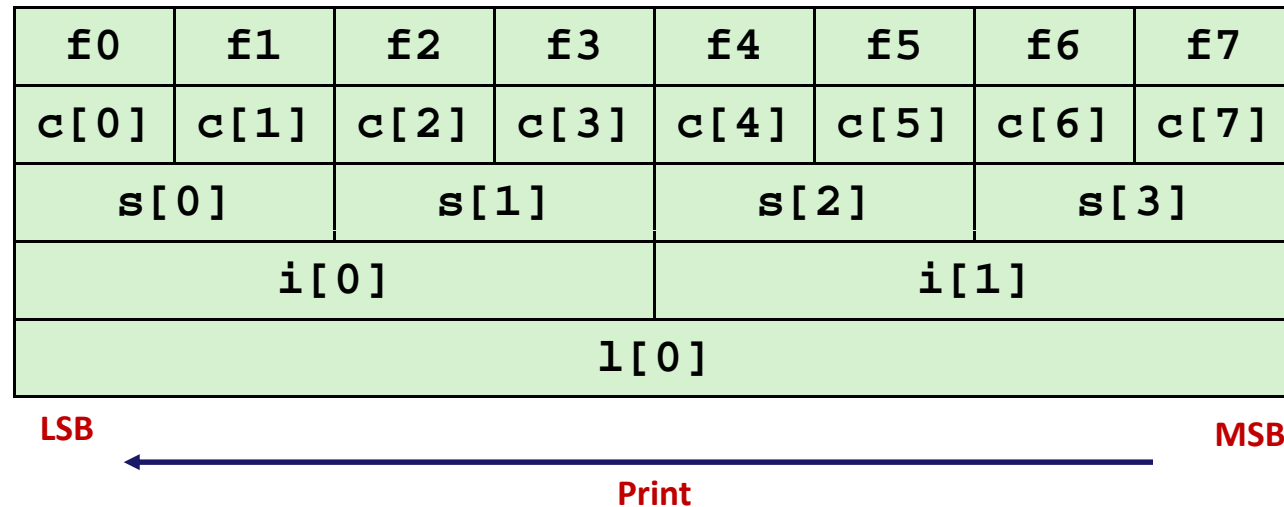 f0 f1 f2 f3 f4 f5 f6 f7
c[0] c[1] c[2] c[3] c[4] c[5] c[6] c[7]
s[0] s[1] s[2] s[3]
i[0] i[1]
l[0]
LSB MSB
Print